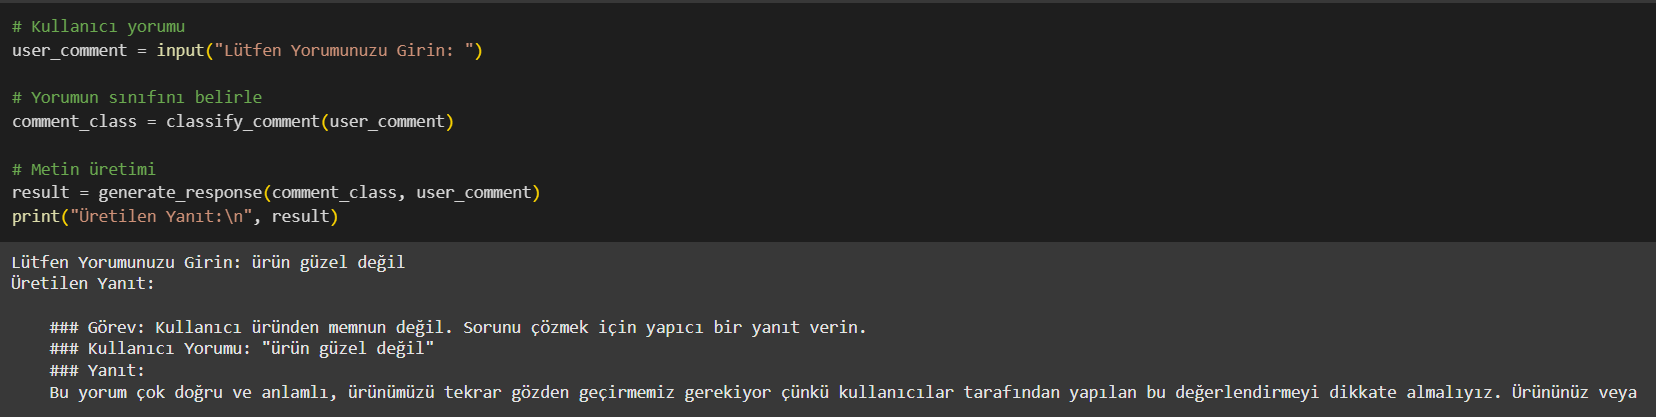 # Kullanıcı yorumu
user_comment = input("Lütfen Yorumunuzu Girin: ")
# Yorumun sınıfını belirle
comment_class = classify_comment(user_comment)
# Metin üretimi
result = generate_response(comment_class, user_comment)
print("Üretilen Yanıt:\n", result)
Lütfen Yorumunuzu Girin: ürün güzel değil
Üretilen Yanıt:
### Görev: Kullanıcı üründen memnun değil. Sorunu çözmek için yapıcı bir yanıt verin.
### Kullanıcı Yorumu: "ürün güzel değil"
### Yanıt:
Bu yorum çok doğru ve anlamlı, ürünümüzü tekrar gözden geçirmemiz gerekiyor çünkü kullanıcılar tarafından yapılan bu değerlendirmeyi dikkate almalıyız. Ürününüz veya